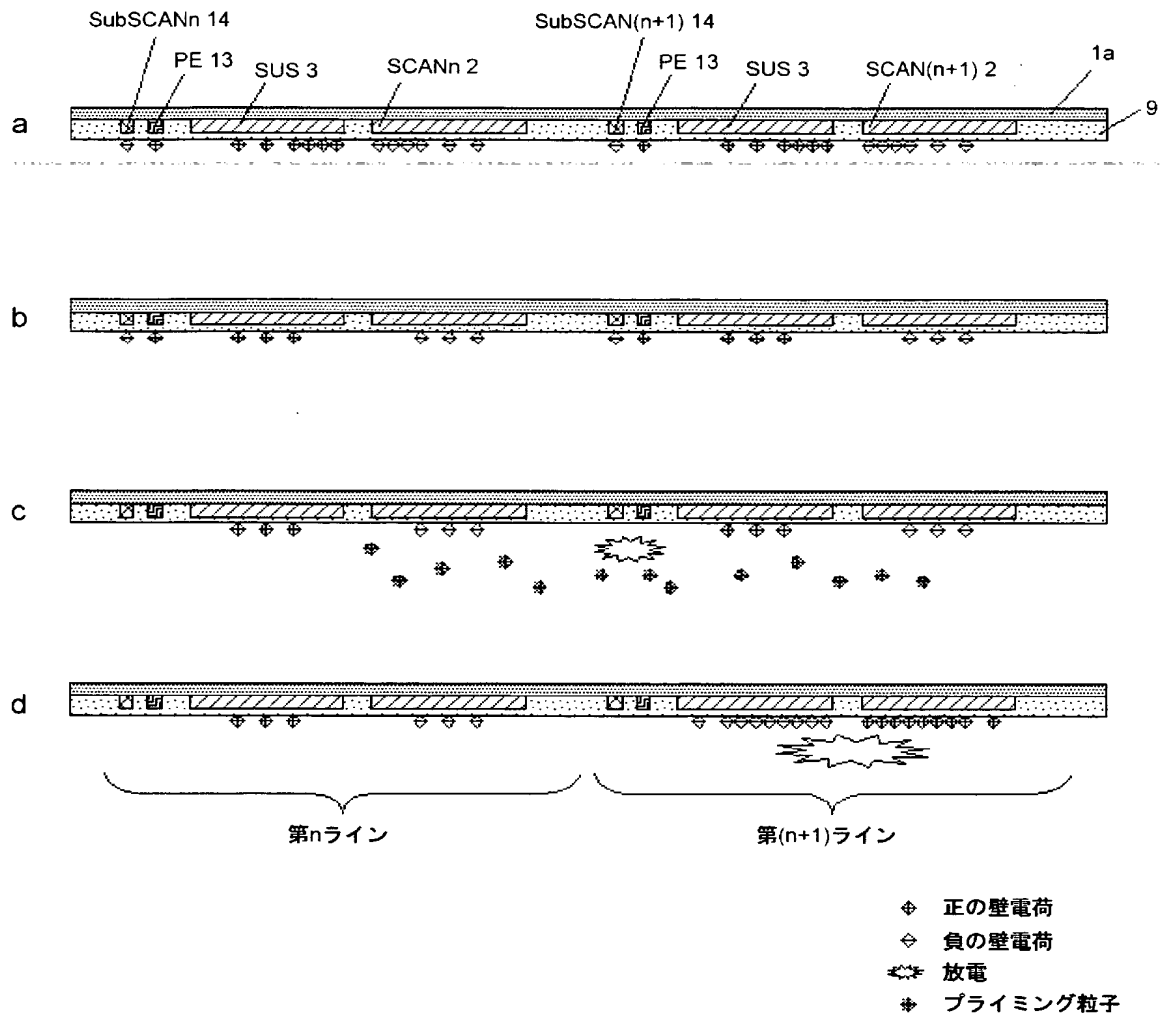 SubSCANn 14
PE 13
SUS 3
SCANn 2
SubSCAN(n+1) 14
PE 13
SUS 3
SCAN(n+1) 2
1a
9
a
b
c
d
第nライン
第(n+1)ライン
正の壁電荷
負の壁電荷
放電
プライミング粒子